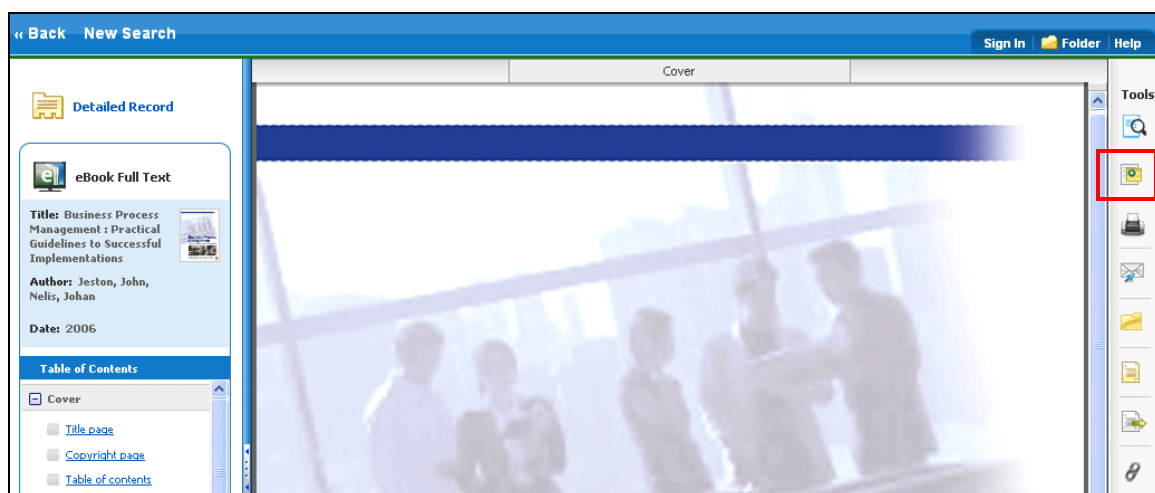 ‹‹ Back New Search
Sign In Folder Help
Detailed Record
eBook Full Text
Title: Business Process
Management : Practical
Guidelines to Successful
Implementations
Author: Jeston, John,
Nelis, Johan
Date: 2006
Table of Contents
Cover
Title page
Copyright page
Table of contents
Cover
Tools